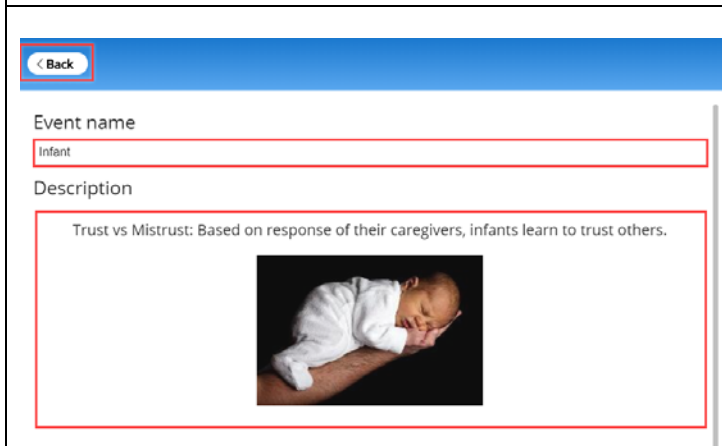 < Back
Event name
Infant
Description
Trust vs Mistrust: Based on response of their caregivers, infants learn to trust others.